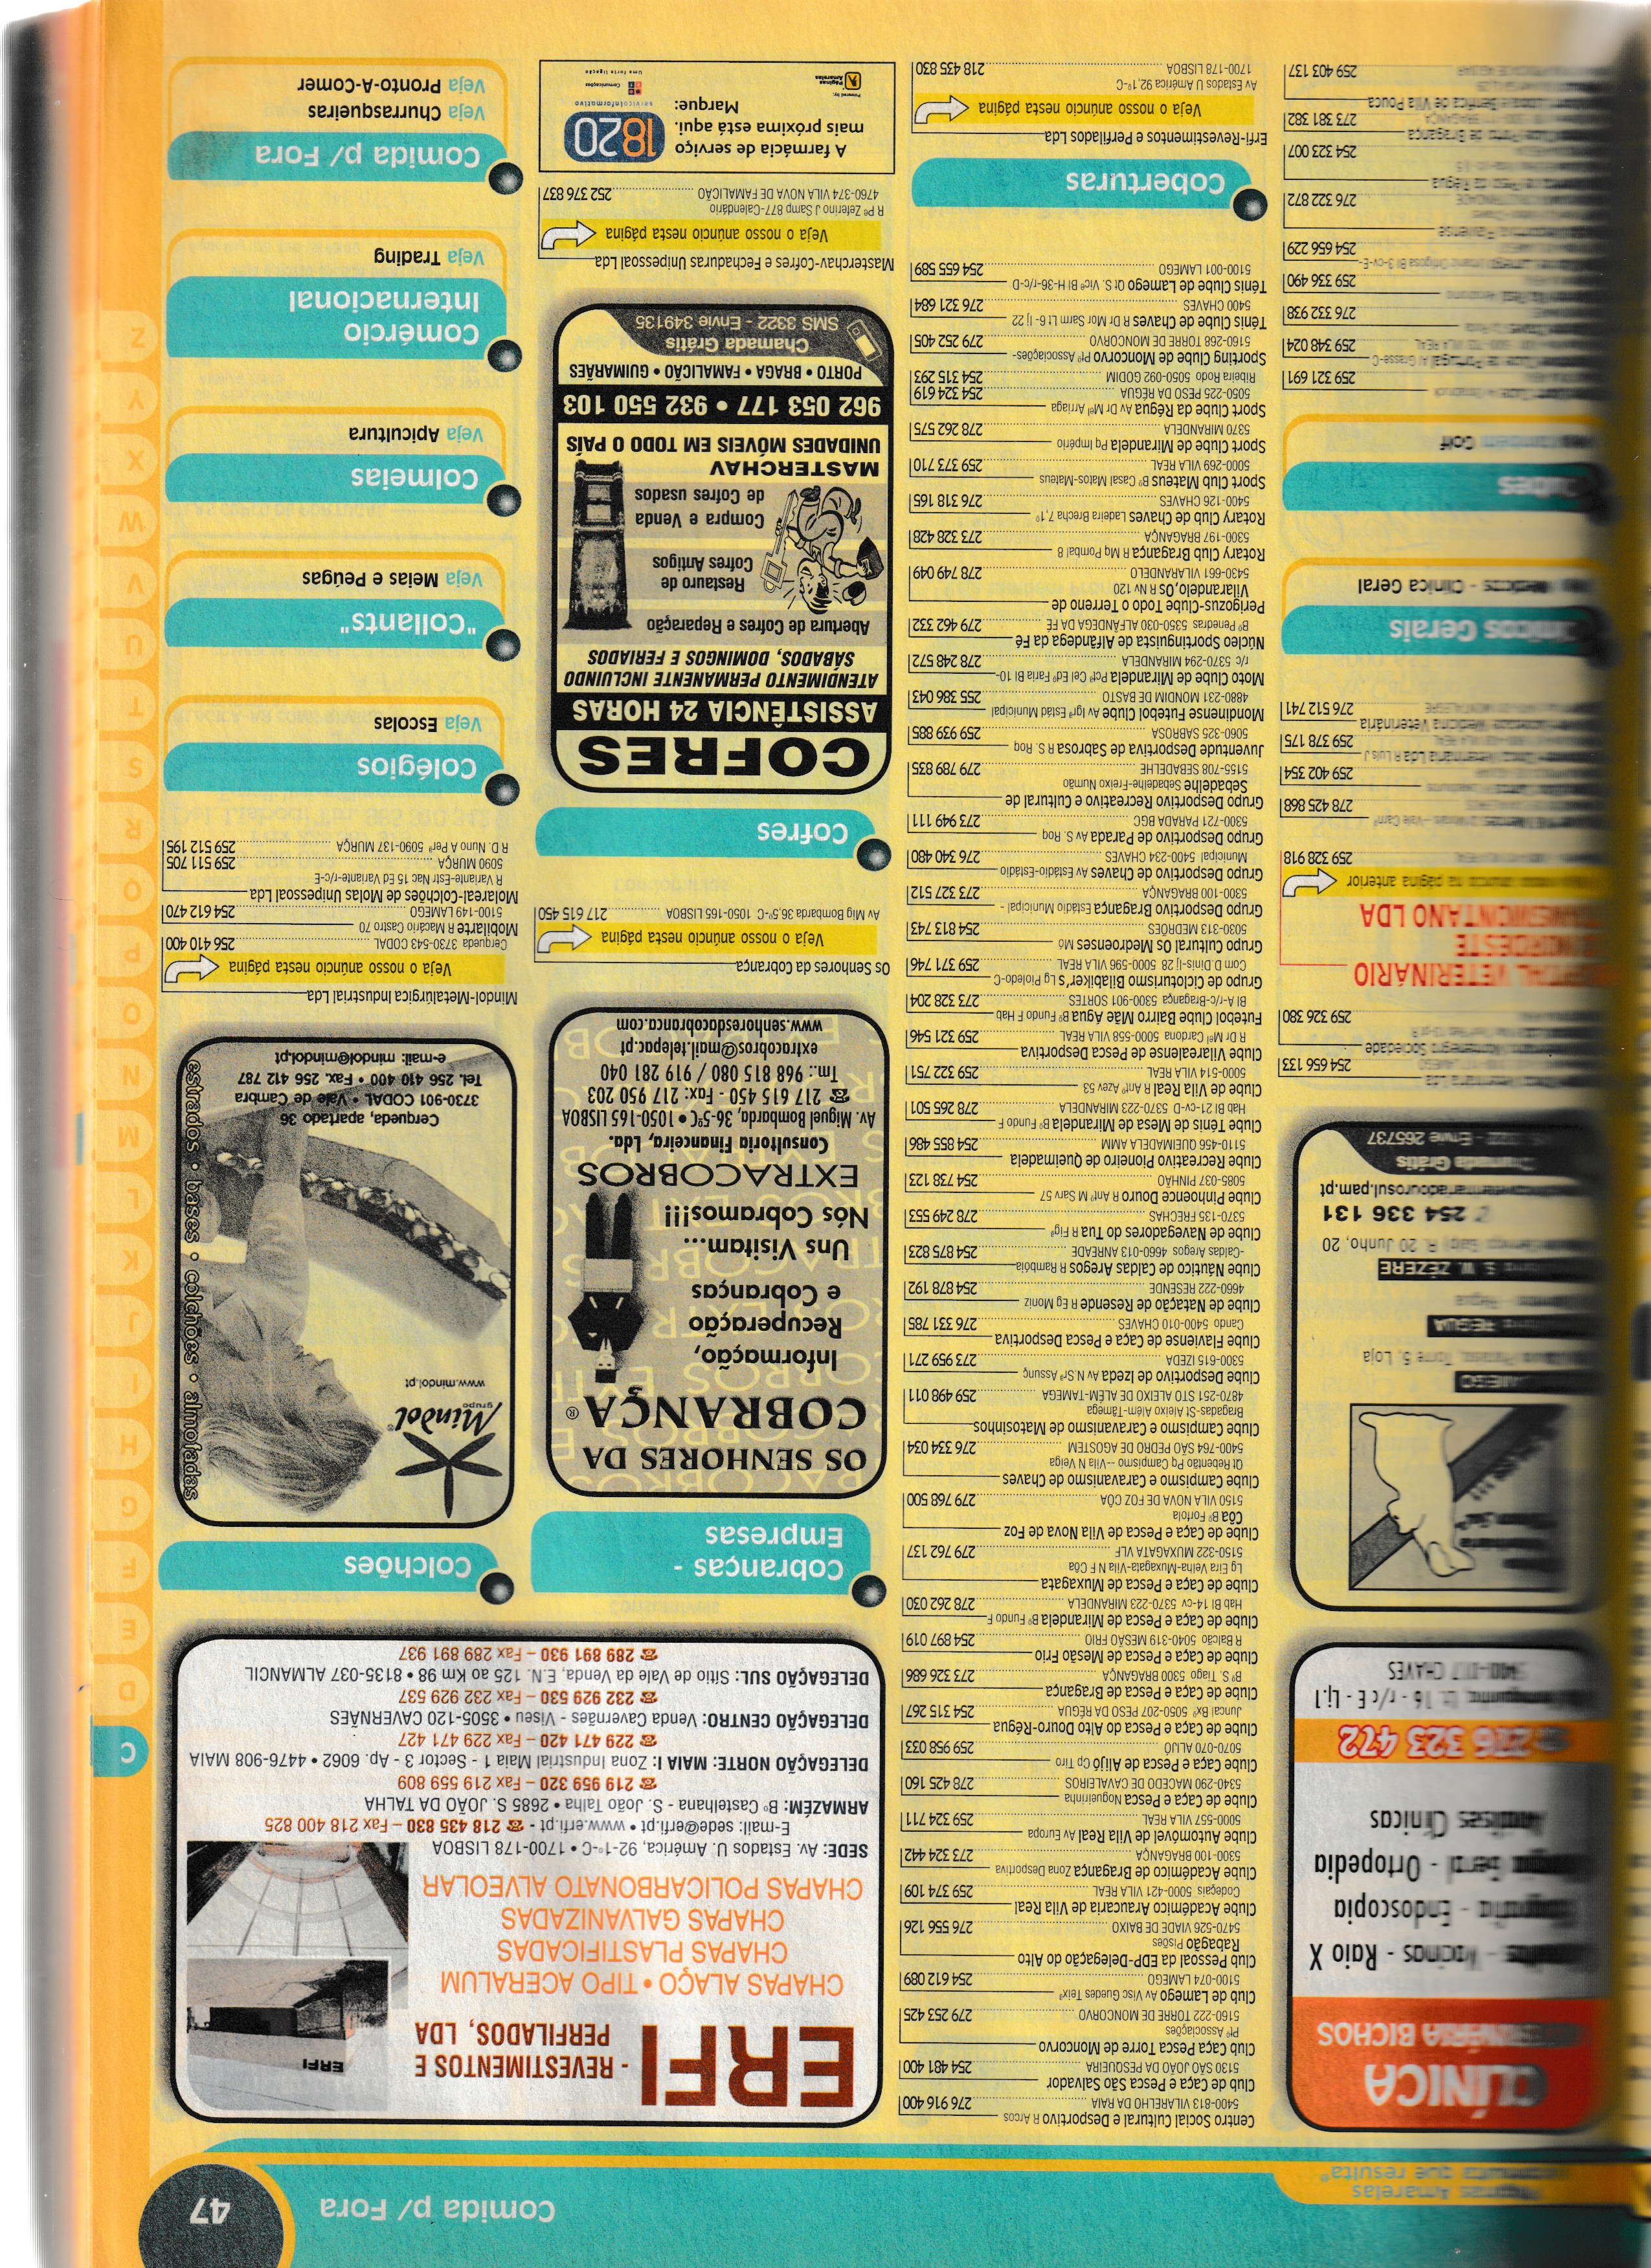 Comida p/ Fora
47
Páginas Amarelas
que resulta®
CLÍNICA
VETERINÁRIA BICHOS
Vacinas - Raio X
- Endoscopia
Geral - Ortopedia
Análises Clínicas
276 323 472
Lt. 16 - r/c E - Lj.1
CHAVES
LAMEGO
Torre 5, Loja
RÉGUA
Régua
S. M. ZÊZERE
R. 20 Junho, 20
254 336 131
veterinariadourosul.pam.pt
Chamada Grátis
3322 - Envie 265737
254 656 133
Montenegro Sociedade
259 326 380
HOSPITAL VETERINÁRIO
NORDESTE
TRANSMONTANO LDA
anúncio na página anterior
259 328 918
278 425 868
259 402 354
Veterinária Lda R Luís J
259 378 175
Medicina Veterinária
276 512 741
Clínicos Gerais
Médicos - Clínica Geral
Clubes
também Golf
259 321 691
259 348 024
276 332 938
259 336 490
254 656 229
276 322 872
254 323 007
273 381 382
Benfica de Vila Pouca
259 403 137
Centro Social Cultural e Desportivo R Arcos
5400-813 VILARELHO DA RAIA 276 916 400
Club de Caça e Pesca São Salvador
5130 SÃO JOÃO DA PESQUEIRA 254 481 400
Club Caça Pesca Torre de Moncorvo
Ptº Associações
5160-222 TORRE DE MONCORVO 279 253 425
Club de Lamego Av Visc Guedes Teixª
5100-074 LAMEGO 254 612 089
Club Pessoal da EDP-Delegação do Alto
Rabagão Pisões
5470-526 VIADE DE BAIXO 276 556 126
Clube Académico Araucaria de Vila Real
Codeçais 5000-421 VILA REAL 259 374 109
Clube Académico de Bragança Zona Desportiva
5300-100 BRAGANÇA 273 324 442
Clube Automóvel de Vila Real Av Europa
5000-557 VILA REAL 259 324 711
Clube de Caça e Pesca Nogueirinha
5340-290 MACEDO DE CAVALEIROS 278 425 160
Clube Caça e Pesca de Alijó Cp Tiro
5070-070 ALIJÓ 259 958 033
Clube de Caça e Pesca do Alto Douro-Régua
Juncal Bxº 5050-207 PESO DA RÉGUA 254 315 267
Clube de Caça e Pesca de Bragança
Bº S. Tiago 5300 BRAGANÇA 273 326 686
Clube de Caça e Pesca de Mesão Frio
R Balcão 5040-319 MESÃO FRIO 254 897 019
Clube de Caça e Pesca de Mirandela Bº Fundo F
Hab Bl 14-cv 5370-223 MIRANDELA 278 262 030
Clube de Caça e Pesca de Muxagata
Lg Eira Velha-Muxagata-Vila N F Côa
5150-322 MUXAGATA VLF 279 762 137
Clube de Caça e Pesca de Vila Nova de Foz
Côa Bº Forfola
5150 VILA NOVA DE FOZ CÔA 279 768 500
Clube Campismo e Caravanismo de Chaves
Qt Rebentão Pq Campismo --Vila N Veiga
5400-764 SÃO PEDRO DE AGOSTEM 276 334 034
Clube Campismo e Caravanismo de Matosinhos
Bragadas-St Aleixo Além-Tâmega
4870-251 STO ALEIXO DE ALÉM-TAMEGA 259 498 011
Clube Desportivo de Izeda Av N.Srª Assunç
5300-615 IZEDA 273 959 271
Clube Flaviense de Caça e Pesca Desportiva
Cando 5400-010 CHAVES 276 331 785
Clube de Natação de Resende R Eg Moniz
4660-222 RESENDE 254 878 192
Clube Náutico de Caldas Aregos R Rambóia
-Caldas Aregos 4660-013 ANREADE 254 875 823
Clube de Navegadores do Tua R Figª
5370-135 FRECHAS 278 249 553
Clube Pinhoence Douro R Antº M Sarv 57
5085-037 PINHÃO 254 738 123
Clube Recreativo Pioneiro de Queimadela
5110-456 QUEIMADELA AMM 254 855 486
Clube Ténis de Mesa de Mirandela Bº Fundo F
Hab Bl 21-cv-D 5370-223 MIRANDELA 278 265 501
Clube de Vila Real R Antº Azev 53
5000-514 VILA REAL 259 322 751
Clube Vilarealense de Pesca Desportiva
R Dr Mel Cardona 5000-558 VILA REAL 259 321 546
Futebol Clube Bairro Mãe Agua Bº Fundo F Hab
Bl A-r/c-Bragança 5300-901 SORTES 273 328 204
Grupo de Cicloturismo Bilabiker's Lg Pioledo-C
Com D.Dinis-lj 28 5000-596 VILA REAL 259 371 746
Grupo Cultural Os Medroenses Mó
5030-313 MEDRÕES 254 813 743
Grupo Desportivo Bragança Estádio Municipal -
5300-100 BRAGANÇA 273 327 512
Grupo Desportivo de Chaves Av Estádio-Estádio
Municipal 5400-234 CHAVES 276 340 480
Grupo Desportivo de Parada Av S. Roq
5300-721 PARADA BGC 273 949 111
Grupo Desportivo Recreativo e Cultural de
Sebadelhe Sebadelhe-Freixo Numão
5155-708 SEBADELHE 279 789 835
Juventude Desportiva de Sabrosa R S. Roq
5060-325 SABROSA 259 939 885
Mondinense Futebol Clube Av Igrª Estád Municipal
4880-231 MONDIM DE BASTO 255 386 043
Moto Clube de Mirandela Pctª Cel Edº Faria Bl 10-
r/c 5370-294 MIRANDELA 278 248 572
Núcleo Sportinguista de Alfândega da Fé
Bº Penedras 5350-030 ALFÂNDEGA DA FÉ 279 462 332
Perigozus-Clube Todo o Terreno de
Vilarandelo,Os R Nv 120
5430-661 VILARANDELO 278 749 049
Rotary Club Bragança R Mq Pombal 8
5300-197 BRAGANÇA 273 328 428
Rotary Club de Chaves Ladeira Brecha 7,1º
5400-126 CHAVES 276 318 165
Sport Club Mateus Bº Casal Matos-Mateus
5000-269 VILA REAL 259 373 710
Sport Clube de Mirandela Pq Império
5370 MIRANDELA 278 262 575
Sport Clube da Régua Av Dr Mel Arriaga
5050-225 PESO DA RÉGUA 254 324 619
Ribeira Rodo 5050-092 GODIM 254 315 293
Sporting Clube de Moncorvo Ptº Associações-
5160-268 TORRE DE MONCORVO 279 252 405
Ténis Clube de Chaves R Dr Mor Sarm Lt 6- lj 22
5400 CHAVES 276 321 684
Ténis Clube de Lamego Qt S. Vicº Bl H-36-r/c-D
5100-001 LAMEGO 254 655 589
Coberturas
Erfi-Revestimentos e Perfilados Lda
Veja o nosso anúncio nesta página
Av Estados U América 92,1º-C
1700-178 LISBOA 218 435 830
ERFI - REVESTIMENTOS E
PERFILADOS, LDA
ERFI
CHAPAS ALAÇO • TIPO ACERALUM
CHAPAS PLASTIFICADAS
CHAPAS GALVANIZADAS
CHAPAS POLICARBONATO ALVEOLAR
SEDE: Av. Estados U. América, 92-1º-C • 1700-178 LISBOA
E-mail: sede@erfi.pt • www.erfi.pt - ☎ 218 435 830 – Fax 218 400 825
ARMAZÉM: Bº Castelhana - S. João Talha • 2685 S. JOÃO DA TALHA
☎ 219 959 320 – Fax 219 559 809
DELEGAÇÃO NORTE: MAIA I: Zona Industrial Maia 1 - Sector 3 - Ap. 6062 • 4476-908 MAIA
☎ 229 471 420 – Fax 229 471 427
DELEGAÇÃO CENTRO: Venda Cavernães - Viseu • 3505-120 CAVERNÃES
☎ 232 929 530 – Fax 232 929 537
DELEGAÇÃO SUL: Sítio de Vale da Venda, E.N. 125 ao Km 98 • 8135-037 ALMANCIL
☎ 289 891 930 – Fax 289 891 937
Cobranças -
Empresas
OS SENHORES DA
COBRANÇA®
Informação,
Recuperação
e Cobranças
Uns Visitam...
Nós Cobramos!!!
EXTRACOBROS
Consultoria Financeira, Lda.
Av. Miguel Bombarda, 36-5ºC • 1050-165 LISBOA
☎ 217 615 450 - Fax: 217 950 203
Tm.: 968 815 080 / 919 281 040
extracobros@mail.telepac.pt
www.senhoresdacobranca.com
Os Senhores da Cobrança
Veja o nosso anúncio nesta página
Av Mig Bombarda 36,5º-C 1050-165 LISBOA 217 615 450
Cofres
COFRES
ASSISTÊNCIA 24 HORAS
ATENDIMENTO PERMANENTE INCLUINDO
SÁBADOS, DOMINGOS E FERIADOS
Abertura de Cofres e Reparação
Restauro de
Cofres Antigos
Compra e Venda
de Cofres usados
MASTERCHAV
UNIDADES MÓVEIS EM TODO O PAÍS
962 053 177 • 932 550 103
PORTO • BRAGA • FAMALICÃO • GUIMARÃES
Chamada Grátis
SMS 3322 - Envie 349135
Masterchav-Cofres e Fechaduras Unipessoal Lda
Veja o nosso anúncio nesta página
R Pº Zeferino J Samp 877-Calendário
4760-374 VILA NOVA DE FAMALICÃO 252 376 837
A farmácia de serviço
mais próxima está aqui.
Marque:
1820
serviço informativo
Powered by:
Páginas
Amarelas
Comunicações
Uma forte ligação
Colchões
grupo
Mindol®
www.mindol.pt
estrados • bases • colchões • almofadas
Cerqueda, apartado 36
3730-901 CODAL • Vale de Cambra
Tel. 256 410 400 • Fax. 256 412 787
e-mail: mindol@mindol.pt
Mindol-Metalúrgica Industrial Lda
Veja o nosso anúncio nesta página
Cerqueda 3730-543 CODAL 256 410 400
Mobilarte R Macário Castro 70
5100-149 LAMEGO 254 612 470
Molareal-Colchões de Molas Unipessoal Lda
R Variante-Estr Nac 15 Ed Variante-r/c-E
5090 MURÇA 259 511 705
R D. Nuno A Perª 5090-137 MURÇA 259 512 195
Colégios
Veja Escolas
"Collants"
Veja Meias e Peúgas
Colmeias
Veja Apicultura
Comércio
Internacional
Veja Trading
Comida p/ Fora
Veja Churrasqueiras
Veja Pronto-A-Comer
C
D
E
F
G
H
I
J
K
L
M
N
O
P
Q
R
S
T
U
V
W
X
Y
Z